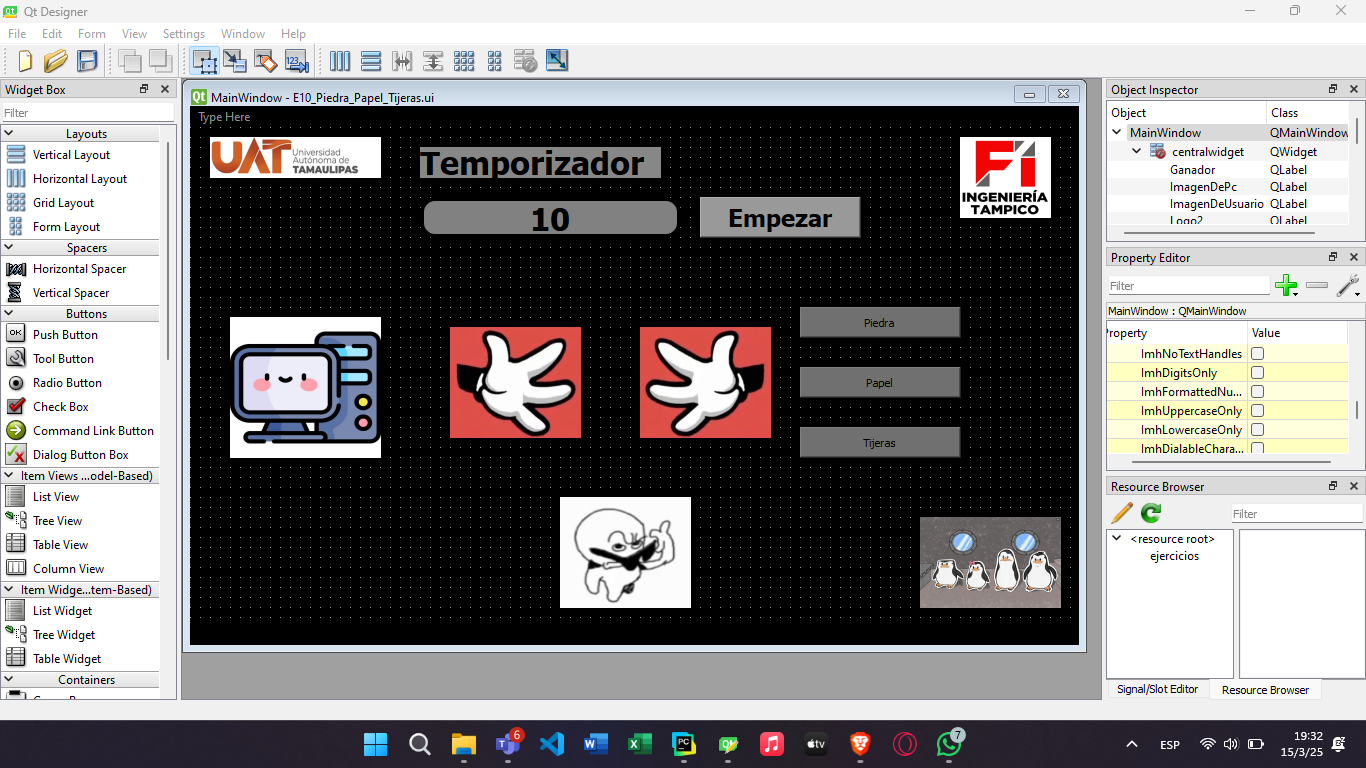 Qt Designer
File Edit Form View Settings Window Help
Widget Box
Filter
Layouts
Vertical Layout
Horizontal Layout
Grid Layout
Form Layout
Spacers
Horizontal Spacer
Vertical Spacer
Buttons
OK Push Button
Tool Button
Radio Button
Check Box
Command Link Button
Dialog Button Box
Item Views ...odel-Based)
List View
Tree View
Table View
Column View
Item Widge...tem-Based)
List Widget
Tree Widget
Table Widget
Containers
Qt MainWindow - E10_Piedra_Papel_Tijeras.ui
Type Here
UAT Universidad
Autónoma de
TAMAULIPAS
Temporizador
10
Empezar
Fi
INGENIERÍA
TAMPICO
Piedra
Papel
Tijeras
Object Inspector
Object Class
MainWindow QMainWindow
centralwidget QWidget
Ganador QLabel
ImagenDePc QLabel
ImagenDeUsuario QLabel
Logo2 QLabel
Property Editor
Filter
MainWindow : QMainWindow
Property Value
ImhNoTextHandles
ImhDigitsOnly
ImhFormattedNu...
ImhUppercaseOnly
ImhLowercaseOnly
ImhDialableChara...
Resource Browser
Filter
<resource root>
ejercicios
Signal/Slot Editor Resource Browser
6
7
ESP
19:32
15/3/25